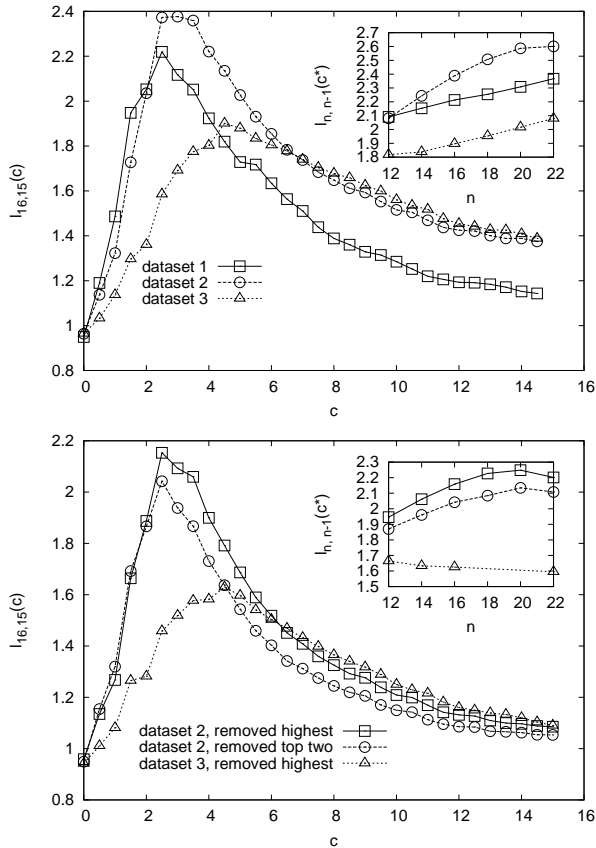 2.4
2.2
2
1.8
1.6
1.4
1.2
1
0.8
I16,15(c)
0 2 4 6 8 10 12 14 16
c
dataset 1
dataset 2
dataset 3
2.7
2.6
2.5
2.4
2.3
2.2
2.1
2
1.9
1.8
In, n-1(c*)
12 14 16 18 20 22
n
2.2
2
1.8
1.6
1.4
1.2
1
0.8
I16,15(c)
0 2 4 6 8 10 12 14 16
c
dataset 2, removed highest
dataset 2, removed top two
dataset 3, removed highest
2.3
2.2
2.1
2
1.9
1.8
1.7
1.6
1.5
In, n-1(c*)
12 14 16 18 20 22
n